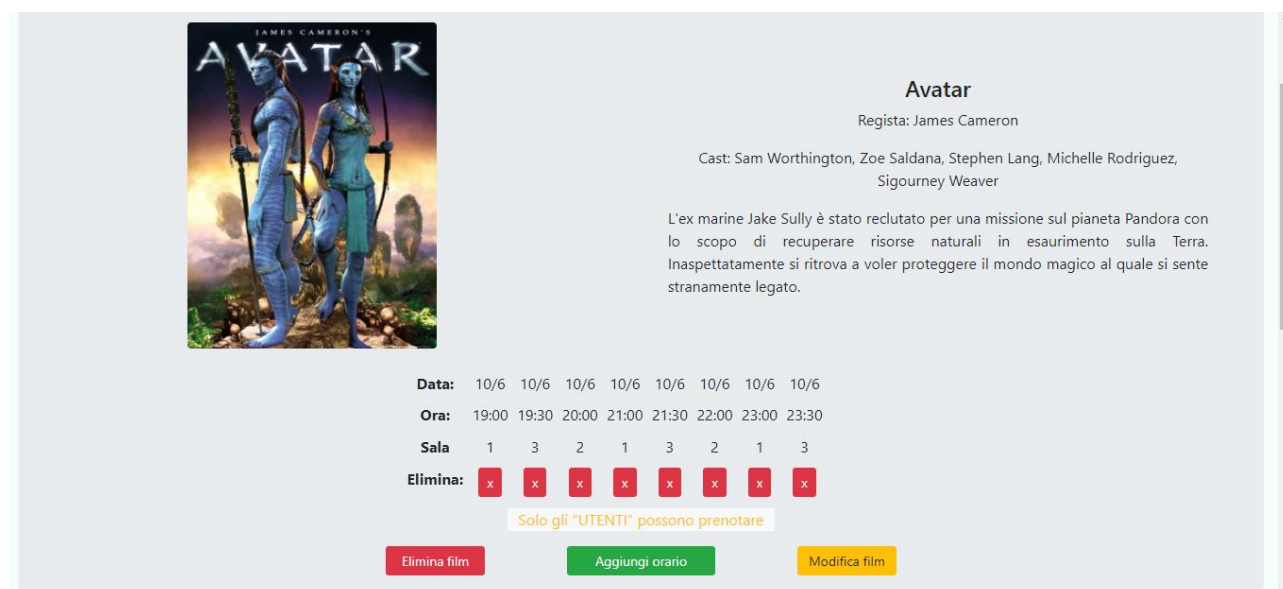 JAMES CAMERON'S
AVATAR
Avatar
Regista: James Cameron
Cast: Sam Worthington, Zoe Saldana, Stephen Lang, Michelle Rodriguez,
Sigourney Weaver
L'ex marine Jake Sully è stato reclutato per una missione sul pianeta Pandora con
lo scopo di recuperare risorse naturali in esaurimento sulla Terra.
Inaspettatamente si ritrova a voler proteggere il mondo magico al quale si sente
stranamente legato.
Data: 10/6 10/6 10/6 10/6 10/6 10/6 10/6 10/6
Ora: 19:00 19:30 20:00 21:00 21:30 22:00 23:00 23:30
Sala 1 3 2 1 3 2 1 3
Elimina: x x x x x x x x
Solo gli "UTENTI" possono prenotare
Elimina film Aggiungi orario Modifica film